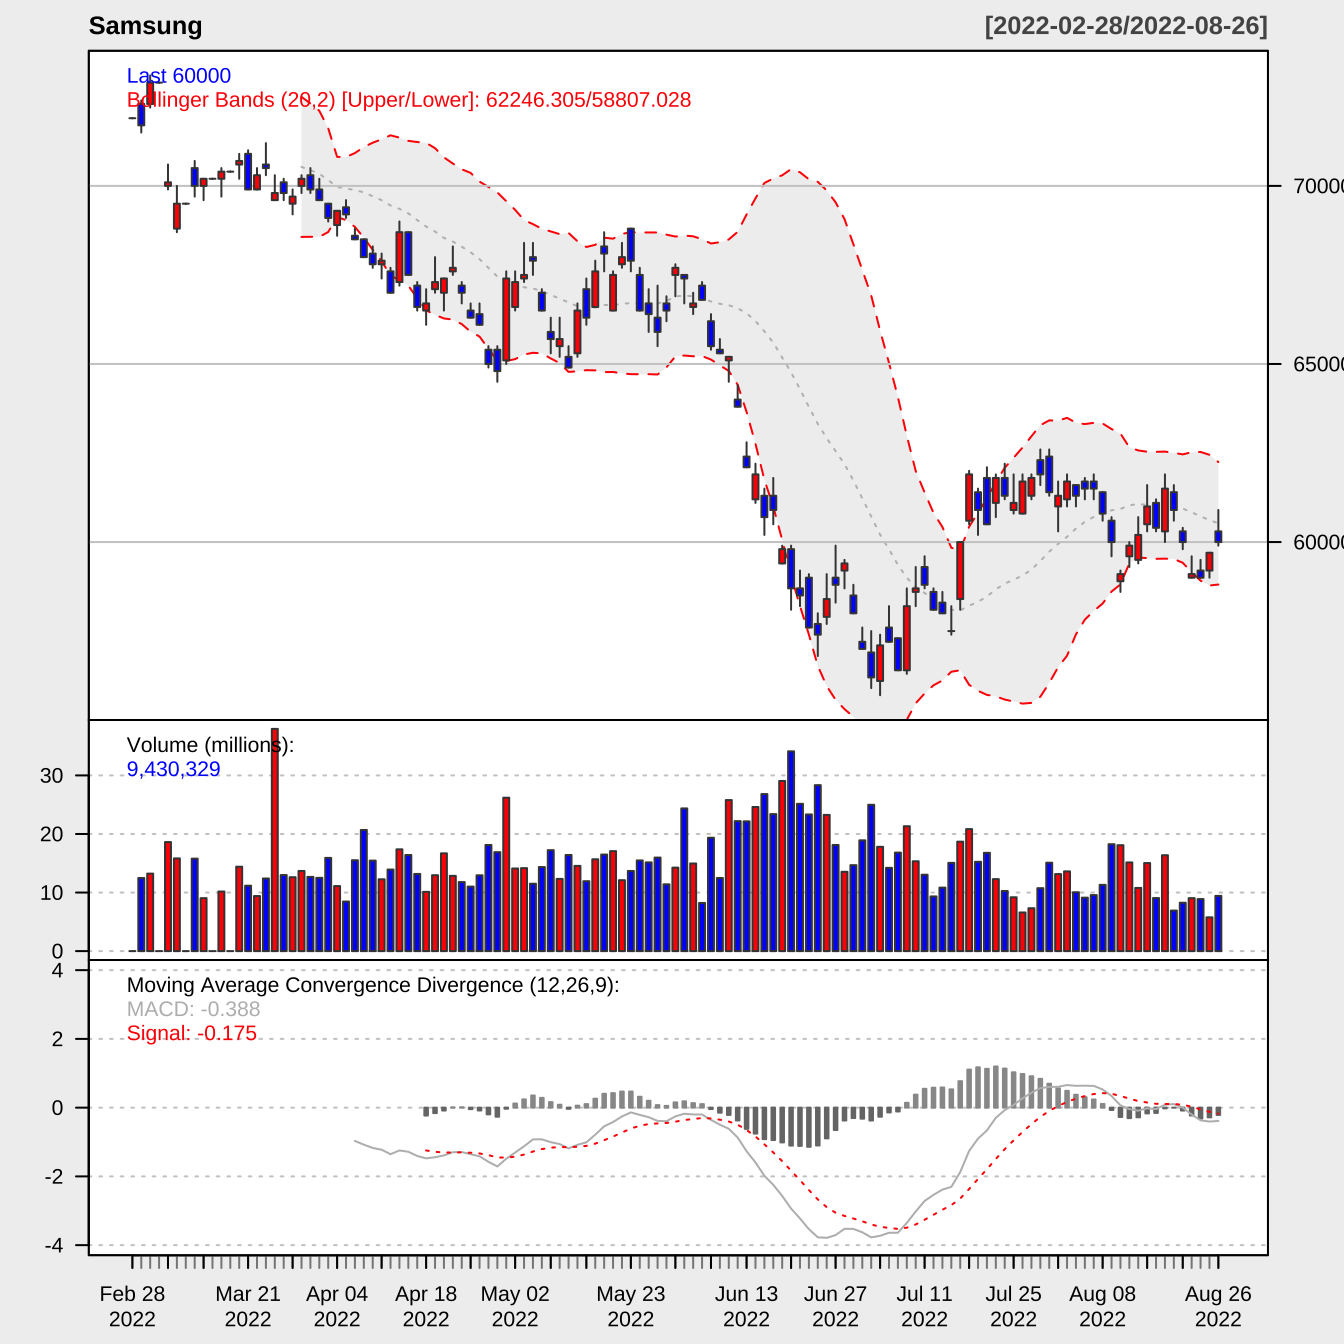 Samsung
[2022-02-28/2022-08-26]
Last 60000
Bollinger Bands (20,2) [Upper/Lower]: 62246.305/58807.028
70000
65000
60000
Volume (millions):
9,430,329
30
20
10
0
Moving Average Convergence Divergence (12,26,9):
MACD: -0.388
Signal: -0.175
4
2
0
-2
-4
Feb 28 Mar 21 Apr 04 Apr 18 May 02 May 23 Jun 13 Jun 27 Jul 11 Jul 25 Aug 08 Aug 26
2022 2022 2022 2022 2022 2022 2022 2022 2022 2022 2022 2022